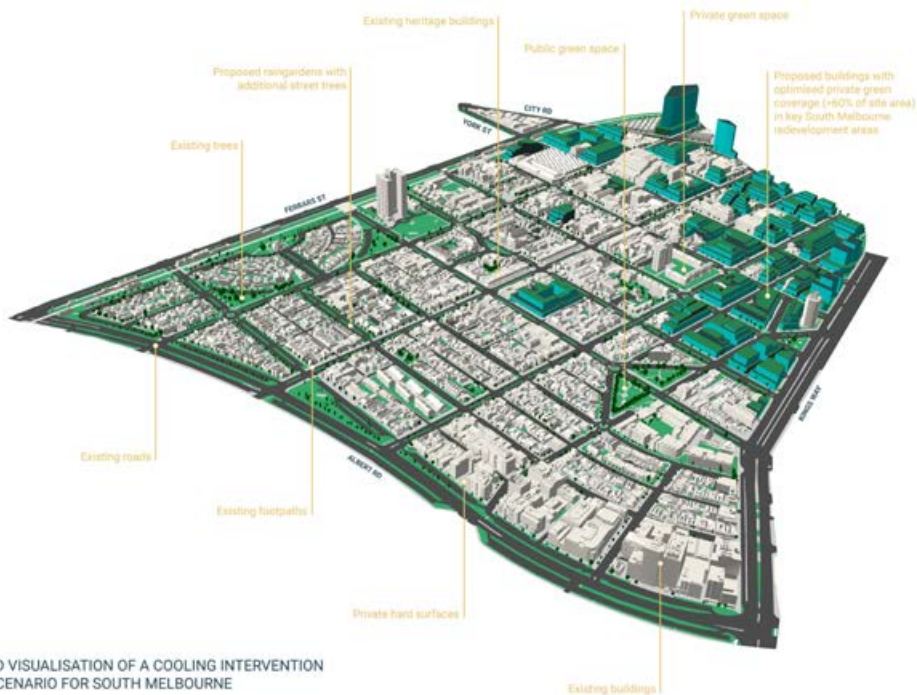 Existing heritage buildings
Private green space
Public green space
Proposed raingardens with
additional street trees
Proposed buildings with
optimised private green
coverage (>60% of site area)
in key South Melbourne
redevelopment areas
CITY RD
YORK ST
Existing trees
FERRARS ST
KINGS WAY
Existing roads
ALBERT RD
Existing footpaths
Private hard surfaces
D VISUALISATION OF A COOLING INTERVENTION
CENARIO FOR SOUTH MELBOURNE
Existing buildings